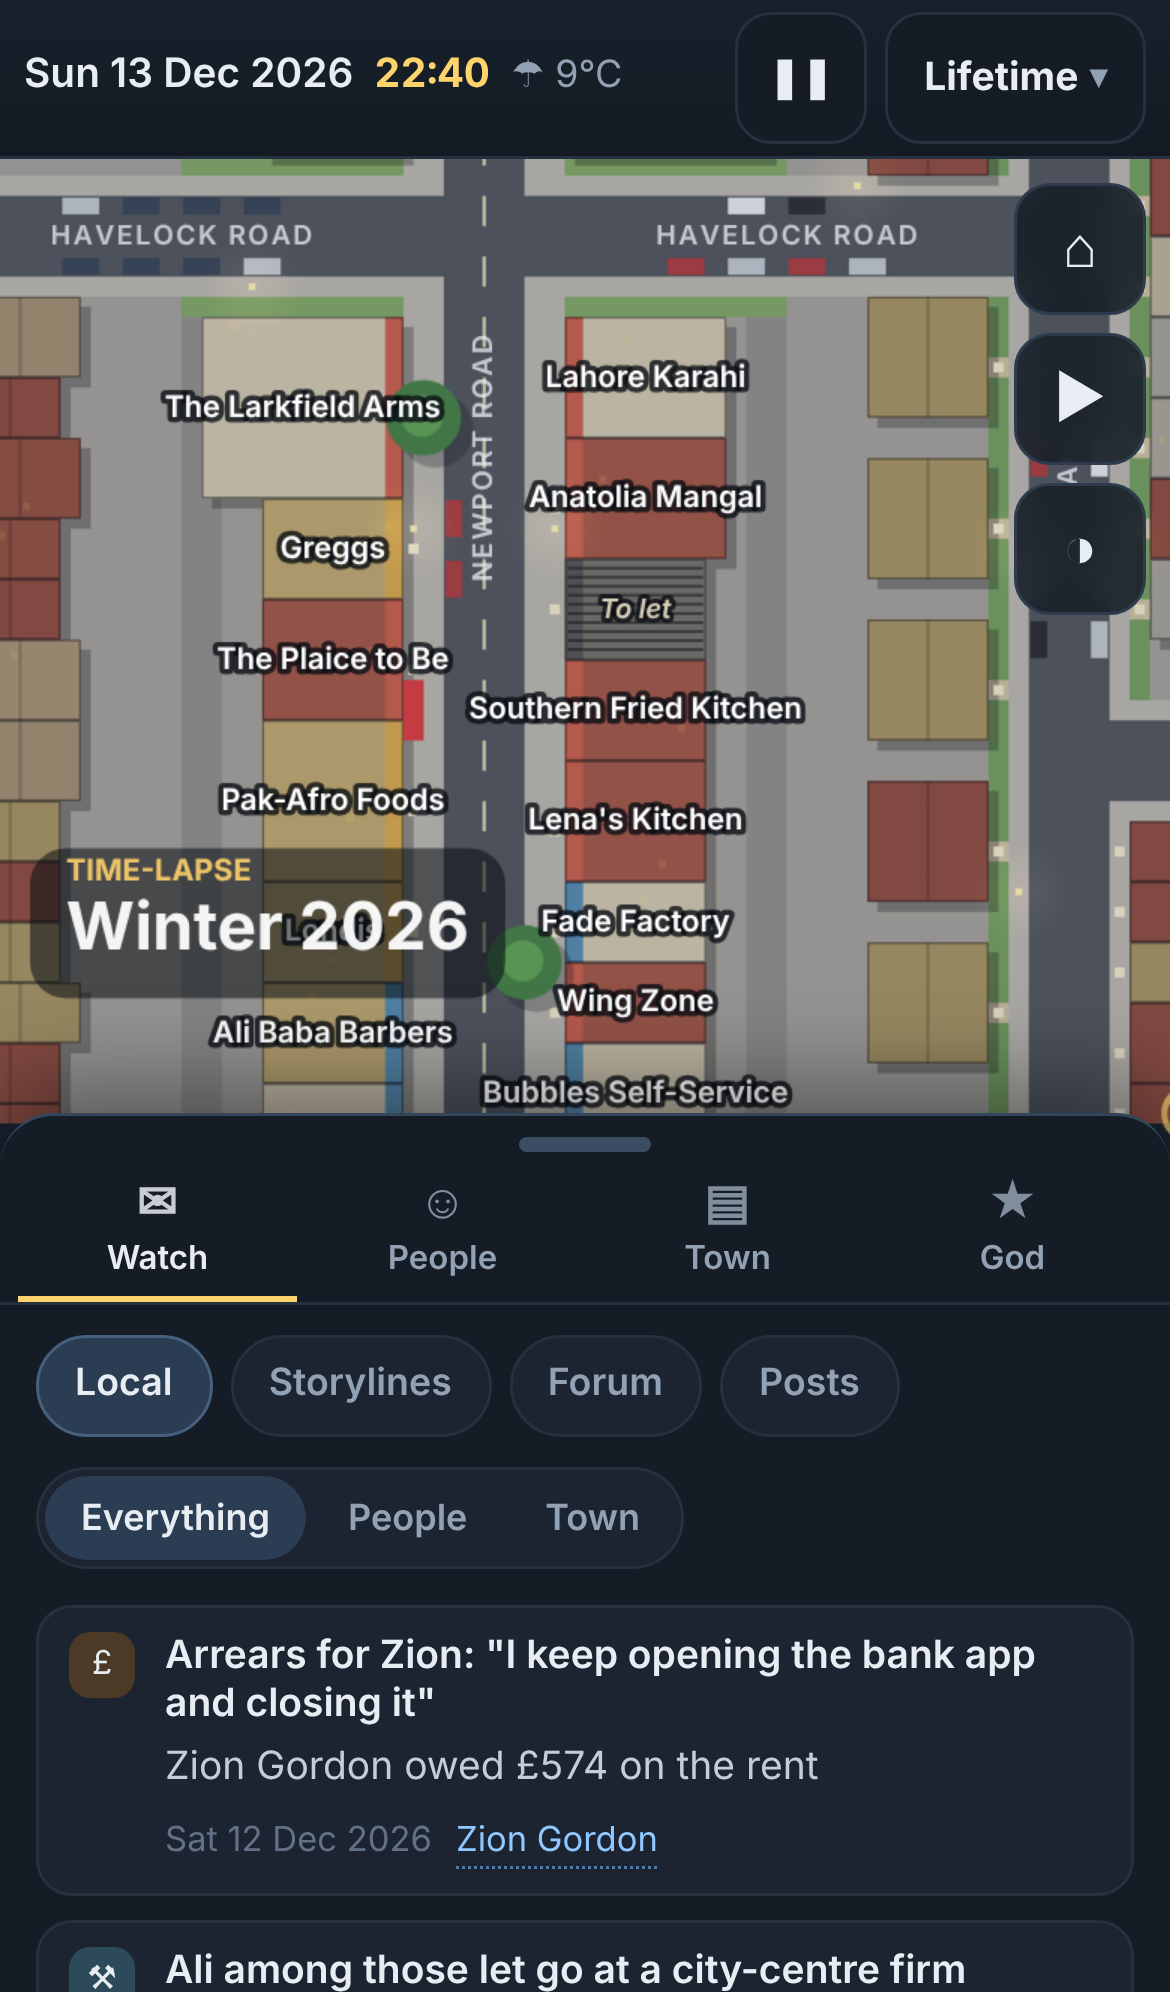 Sun 13 Dec 2026 22:40 9°C
Lifetime
HAVELOCK ROAD
HAVELOCK ROAD
NEWPORT ROAD
The Larkfield Arms
Lahore Karahi
Anatolia Mangal
Greggs
To let
The Plaice to Be
Southern Fried Kitchen
Pak-Afro Foods
Lena's Kitchen
TIME-LAPSE
Winter 2026
Fade Factory
Wing Zone
Ali Baba Barbers
Bubbles Self-Service
Watch
People
Town
God
Local
Storylines
Forum
Posts
Everything
People
Town
£
Arrears for Zion: "I keep opening the bank app
and closing it"
Zion Gordon owed £574 on the rent
Sat 12 Dec 2026 Zion Gordon
Ali among those let go at a city-centre firm